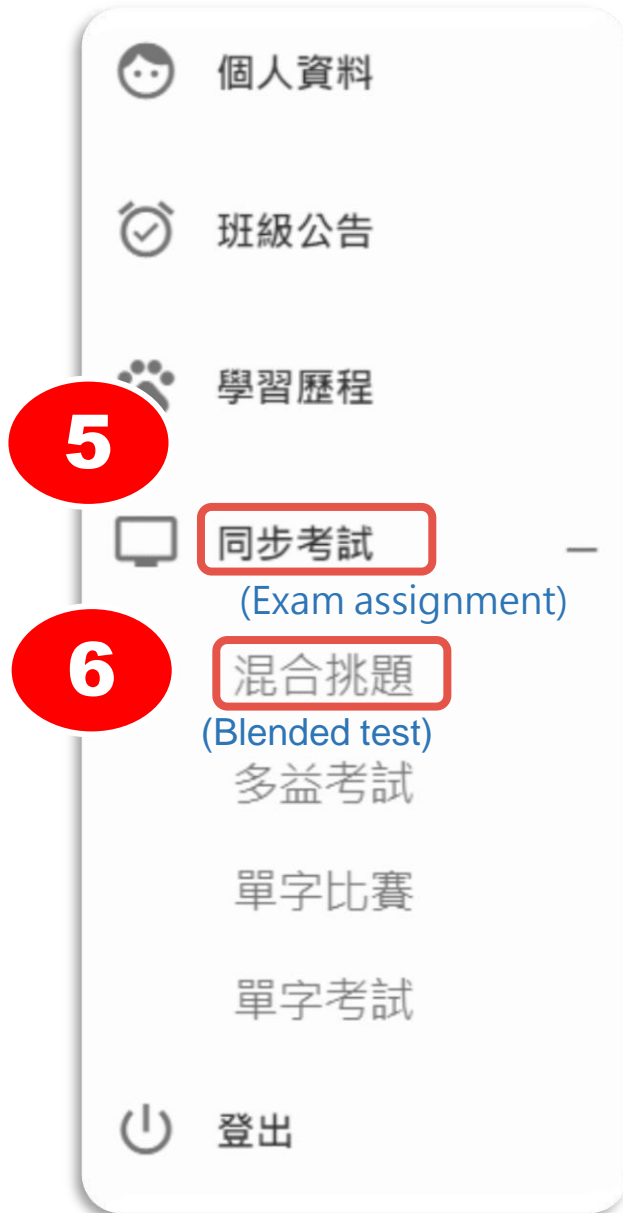 個人資料
班級公告
學習歷程
5
同步考試
(Exam assignment)
6
混合挑題
(Blended test)
多益考試
單字比賽
單字考試
登出